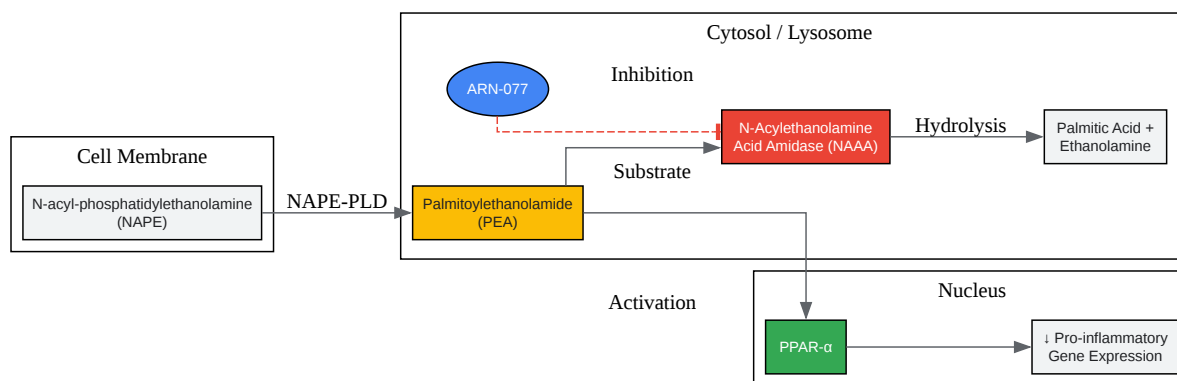 Cytosol / Lysosome
Inhibition
ARN-077
N-Acylethanolamine
Acid Amidase (NAAA)
Hydrolysis
Palmitic Acid +
Ethanolamine
Cell Membrane
Substrate
N-acyl-phosphatidylethanolamine
(NAPE)
NAPE-PLD
Palmitoylethanolamide
(PEA)
Activation
Nucleus
PPAR-α
↓ Pro-inflammatory
Gene Expression